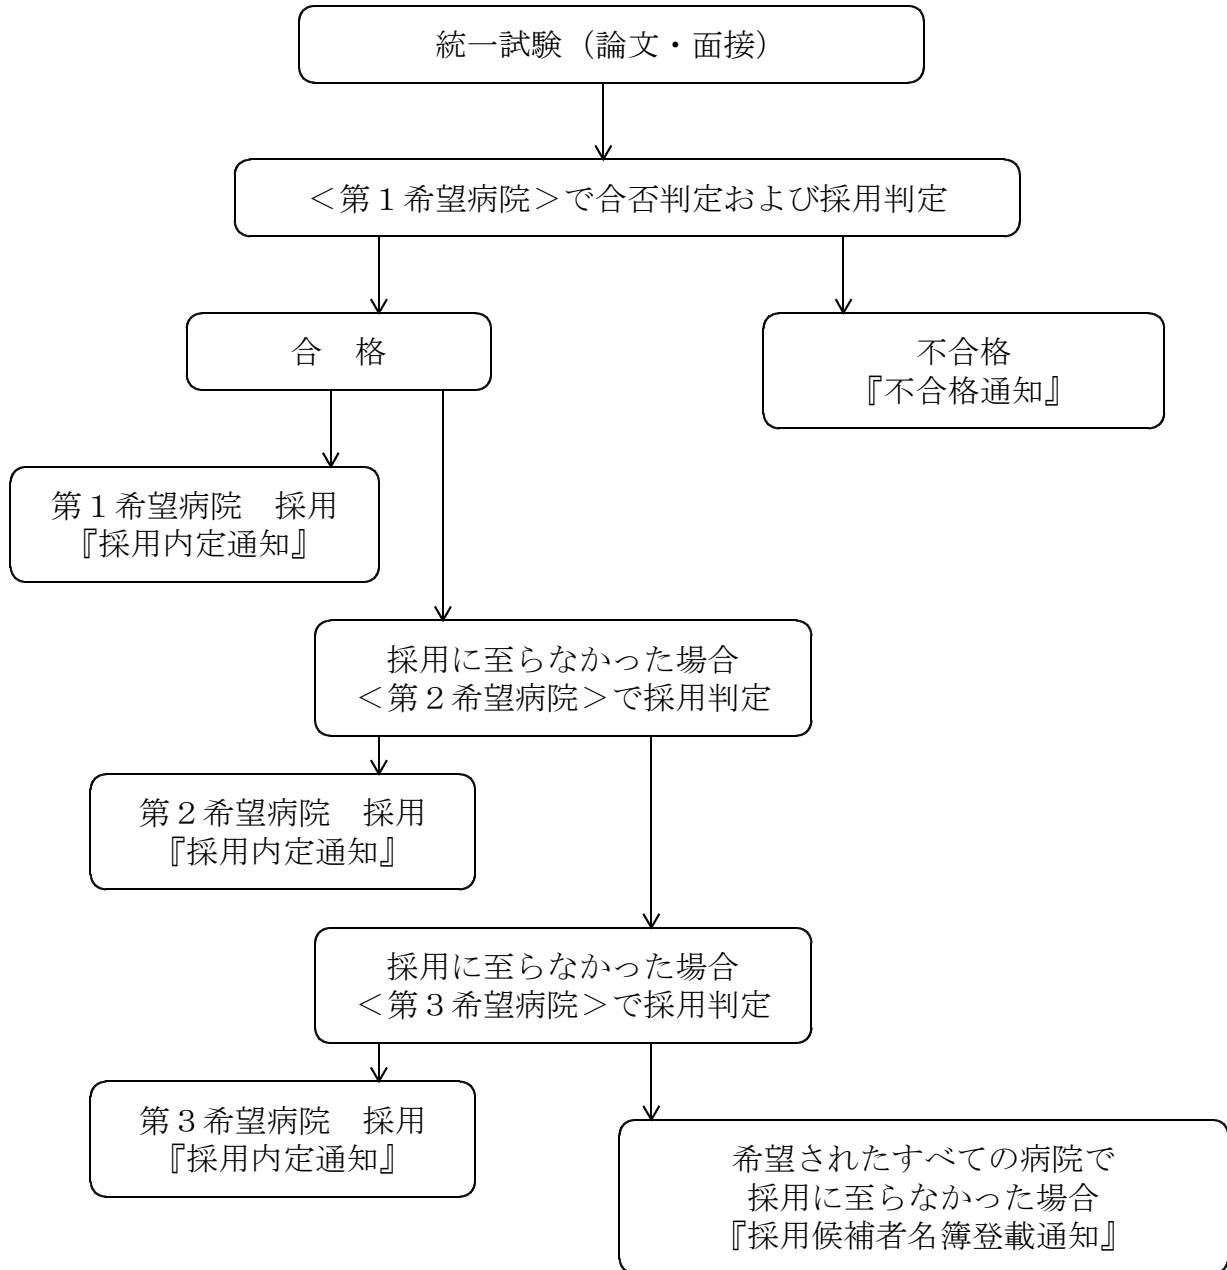 統一試験（論文・面接）
＜第１希望病院＞で合否判定および採用判定
合　格
不合格
『不合格通知』
第１希望病院　採用
『採用内定通知』
採用に至らなかった場合
＜第２希望病院＞で採用判定
第２希望病院　採用
『採用内定通知』
採用に至らなかった場合
＜第３希望病院＞で採用判定
第３希望病院　採用
『採用内定通知』
希望されたすべての病院で
採用に至らなかった場合
『採用候補者名簿登載通知』